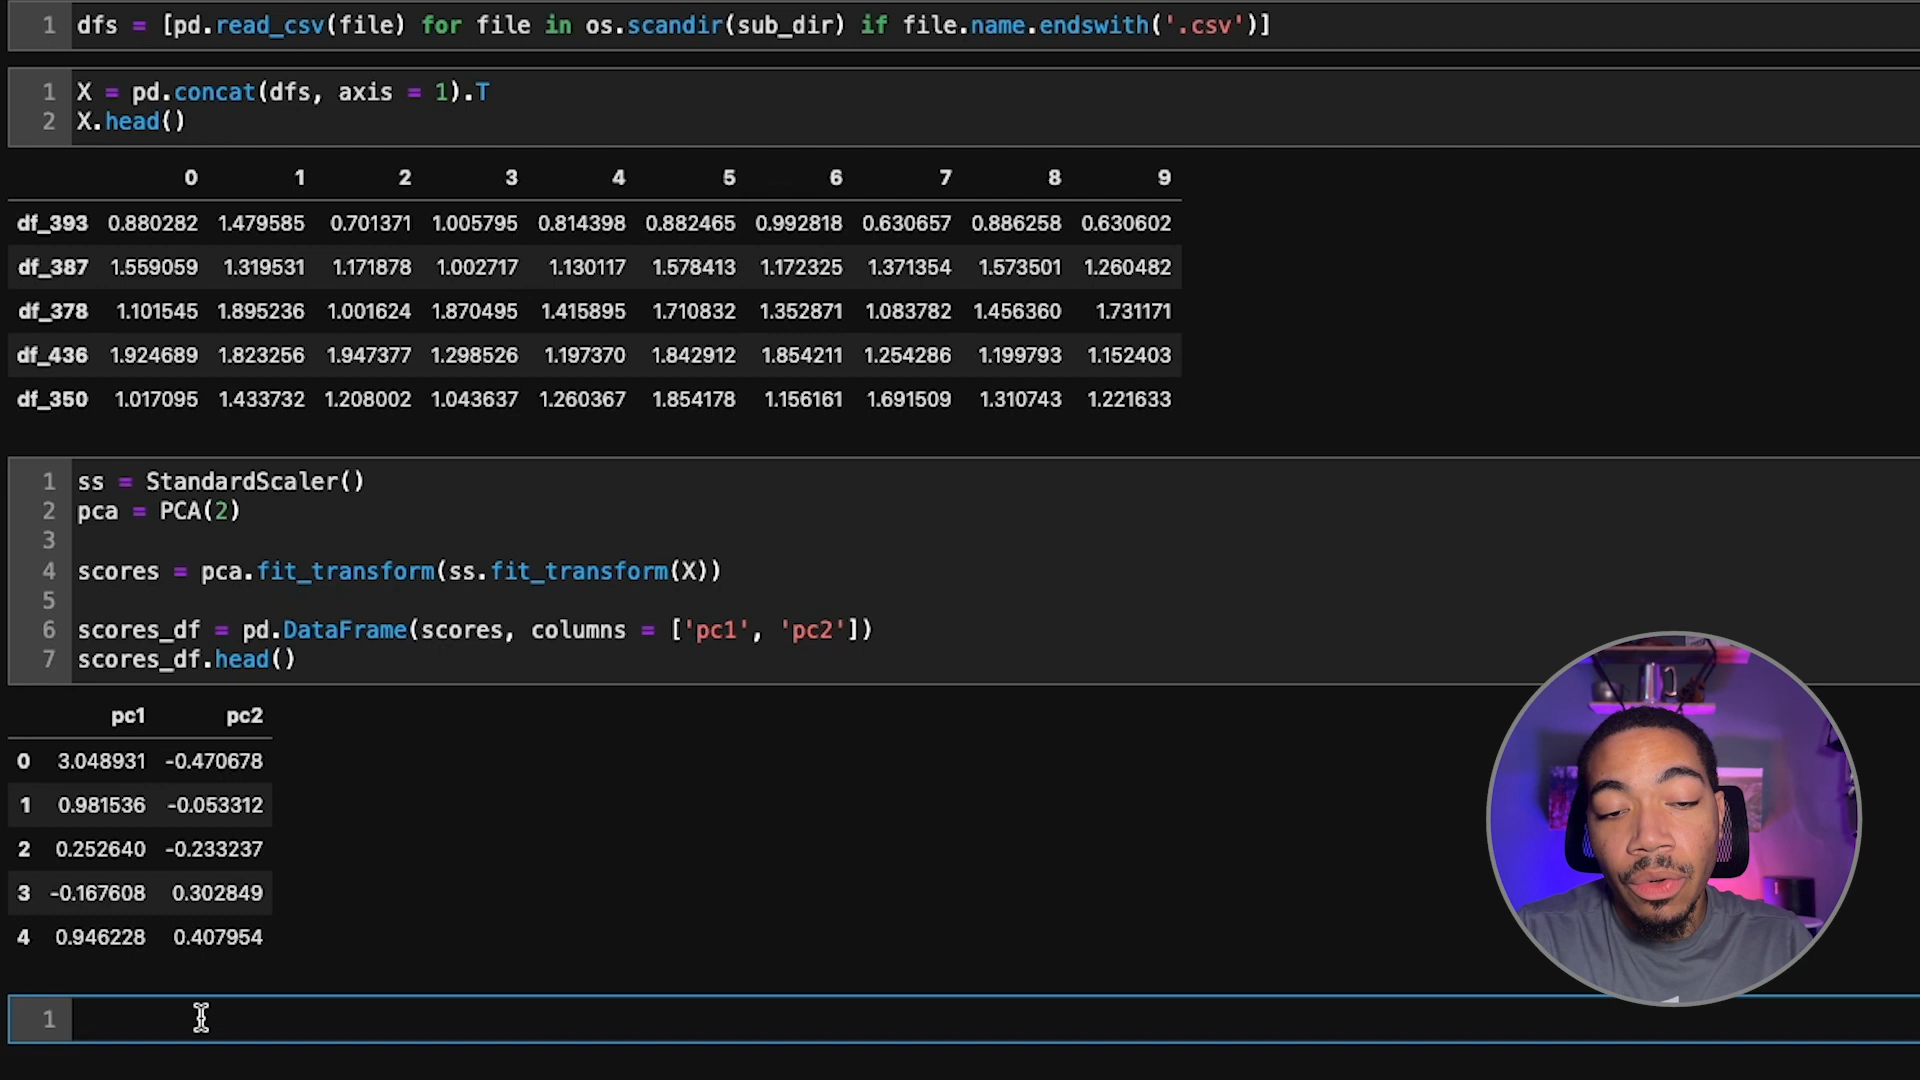 1 dfs = [pd.read_csv(file) for file in os.scandir(sub_dir) if file.name.endswith('.csv')]
1 X = pd.concat(dfs, axis = 1).T
2 X.head()
0 1 2 3 4 5 6 7 8 9
df_393 0.880282 1.479585 0.701371 1.005795 0.814398 0.882465 0.992818 0.630657 0.886258 0.630602
df_387 1.559059 1.319531 1.171878 1.002717 1.130117 1.578413 1.172325 1.371354 1.573501 1.260482
df_378 1.101545 1.895236 1.001624 1.870495 1.415895 1.710832 1.352871 1.083782 1.456360 1.731171
df_436 1.924689 1.823256 1.947377 1.298526 1.197370 1.842912 1.854211 1.254286 1.199793 1.152403
df_350 1.017095 1.433732 1.208002 1.043637 1.260367 1.854178 1.156161 1.691509 1.310743 1.221633
1 ss = StandardScaler()
2 pca = PCA(2)
3
4 scores = pca.fit_transform(ss.fit_transform(X))
5
6 scores_df = pd.DataFrame(scores, columns = ['pc1', 'pc2'])
7 scores_df.head()
pc1 pc2
0 3.048931 -0.470678
1 0.981536 -0.053312
2 0.252640 -0.233237
3 -0.167608 0.302849
4 0.946228 0.407954
1